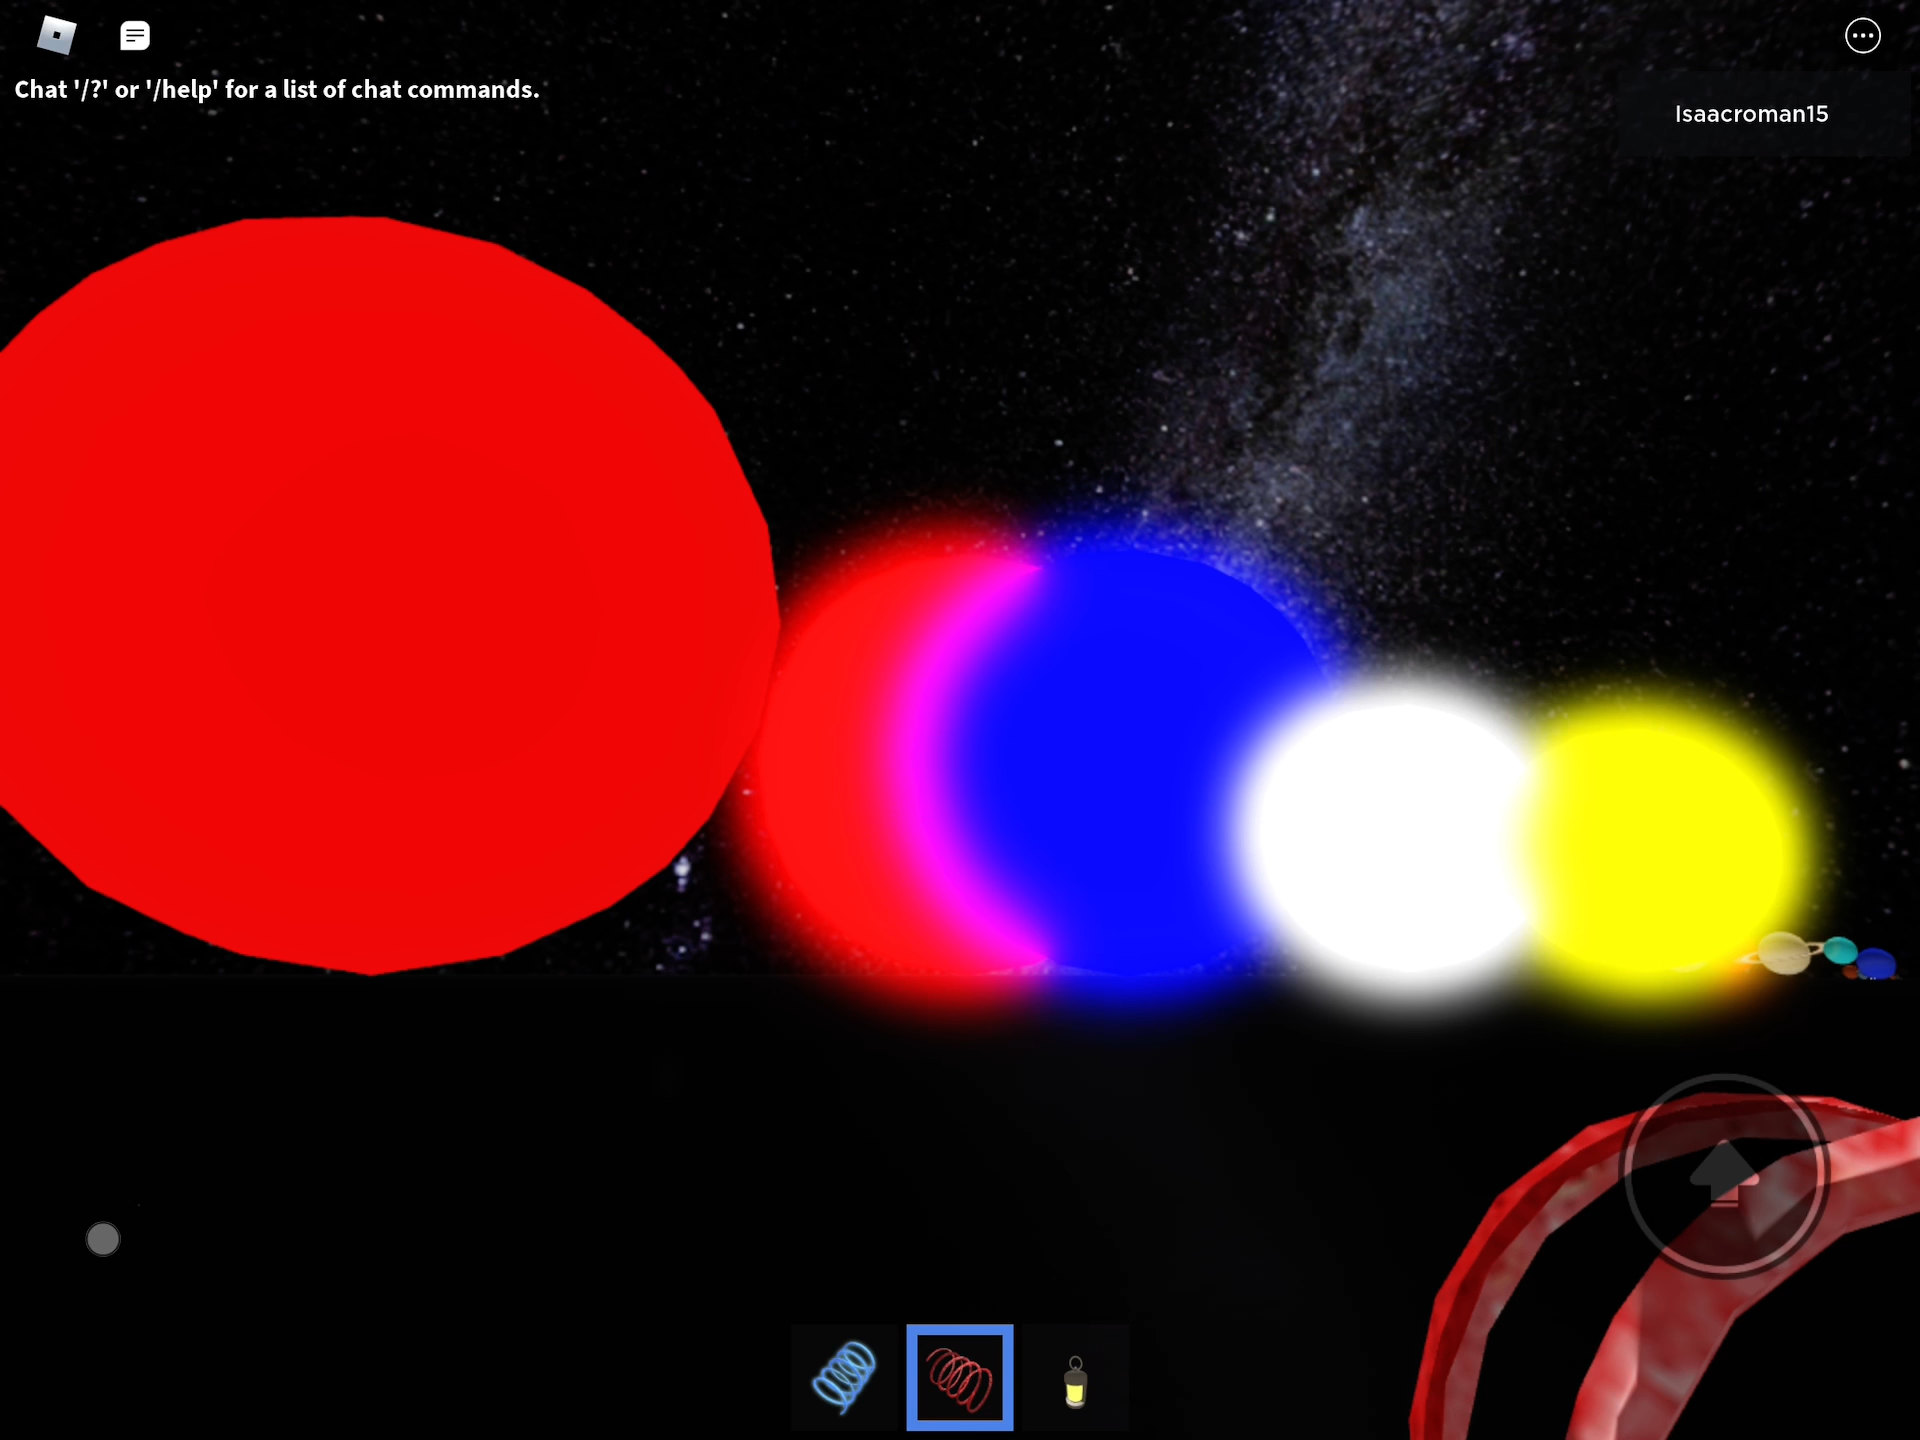 Chat '/?' or '/help' for a list of chat commands.
Isaacroman15